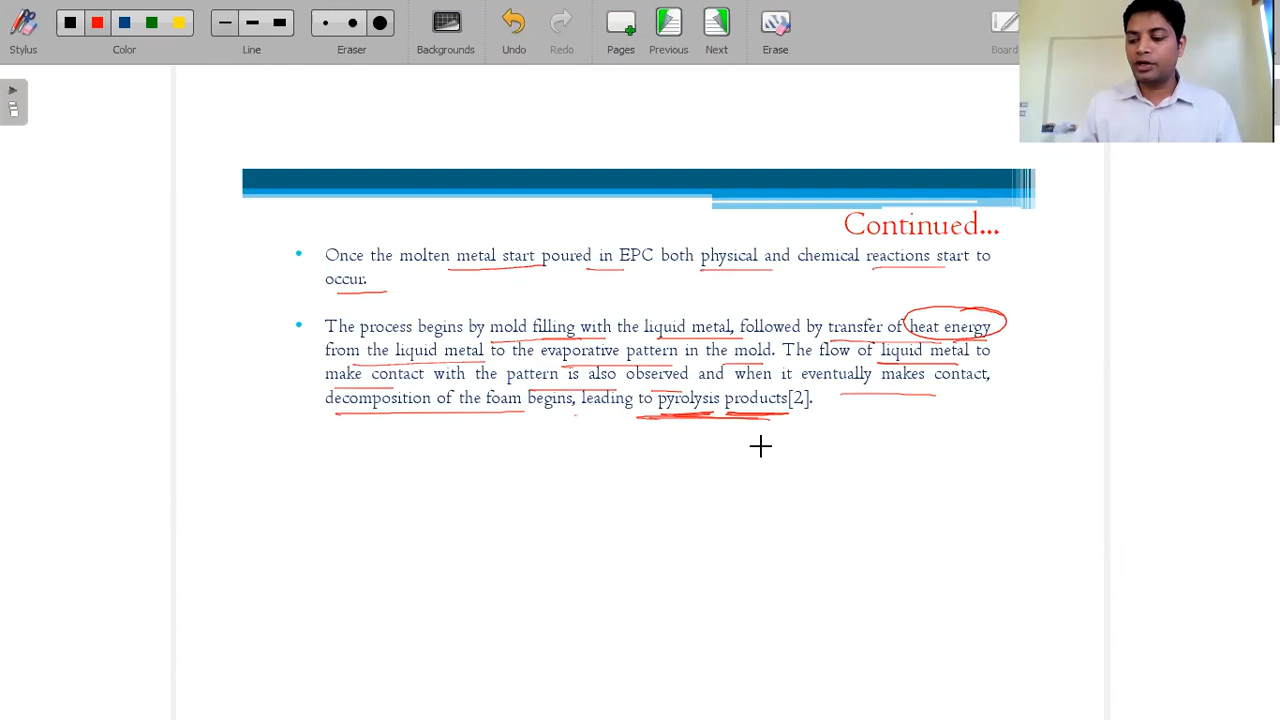 Stylus
Color
Line
Eraser
Backgrounds
Undo
Redo
Pages
Previous
Next
Erase
Board
Continued...
• Once the molten metal start poured in EPC both physical and chemical reactions start to
occur.
• The process begins by mold filling with the liquid metal, followed by transfer of heat energy
from the liquid metal to the evaporative pattern in the mold. The flow of liquid metal to
make contact with the pattern is also observed and when it eventually makes contact,
decomposition of the foam begins, leading to pyrolysis products[2].